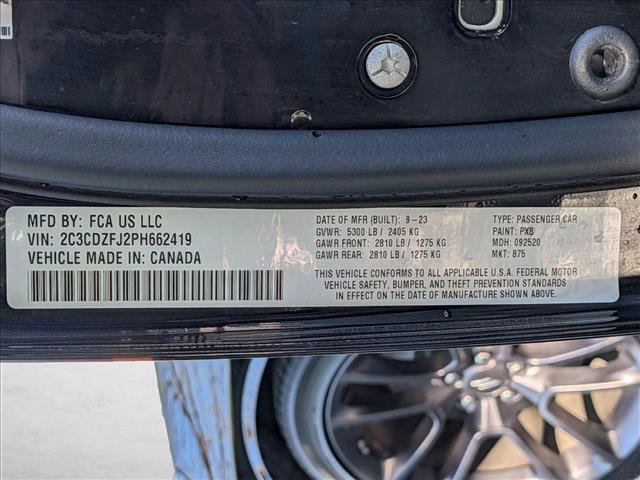 MFD BY: FCA US LLC
VIN: 2C3CDZFJ2PH662419
VEHICLE MADE IN: CANADA
DATE OF MFR (BUILT): 9-23
GVWR: 5300 LB / 2405 KG
GAWR FRONT: 2810 LB / 1275 KG
GAWR REAR: 2810 LB / 1275 KG
TYPE: PASSENGER CAR
PAINT: PX8
MDH: 092520
MKT: 875
THIS VEHICLE CONFORMS TO ALL APPLICABLE U.S.A. FEDERAL MOTOR
VEHICLE SAFETY, BUMPER, AND THEFT PREVENTION STANDARDS
IN EFFECT ON THE DATE OF MANUFACTURE SHOWN ABOVE.